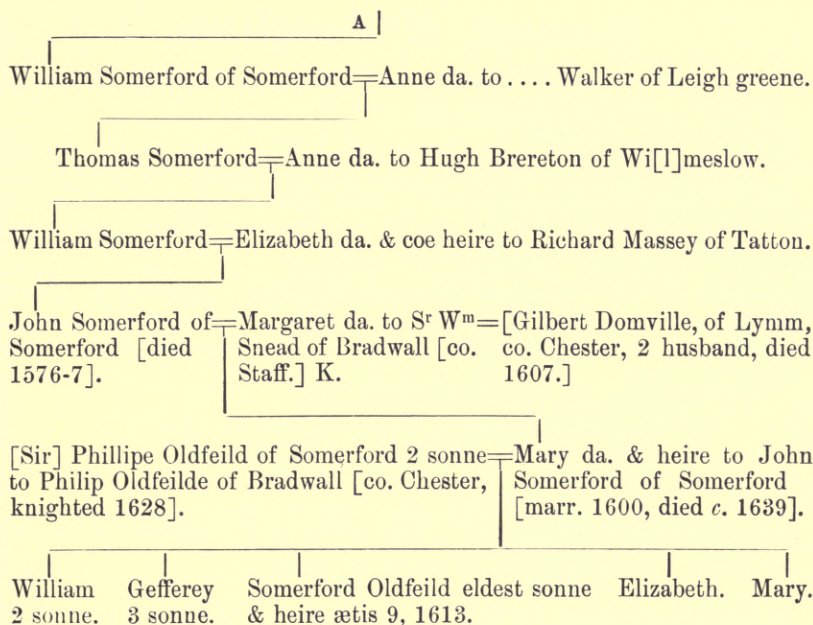 A
William Somerford of Somerford=Anne da. to .... Walker of Leigh greene.
Thomas Somerford=Anne da. to Hugh Brereton of Wi[l]meslow.
William Somerford=Elizabeth da. & coe heire to Richard Massey of Tatton.
John Somerford of Somerford [died 1576-7].
=Margaret da. to Sʳ Wᵐ Snead of Bradwall [co. Staff.] K.
=[Gilbert Domville, of Lymm, co. Chester, 2 husband, died 1607.]
[Sir] Phillipe Oldfeild of Somerford 2 sonne
to Philip Oldfeilde of Bradwall [co. Chester,
knighted 1628].
=Mary da. & heire to John
Somerford of Somerford
[marr. 1600, died c. 1639].
William
2 sonne.
Gefferey
3 sonne.
Somerford Oldfeild eldest sonne
& heire ætis 9, 1613.
Elizabeth.
Mary.